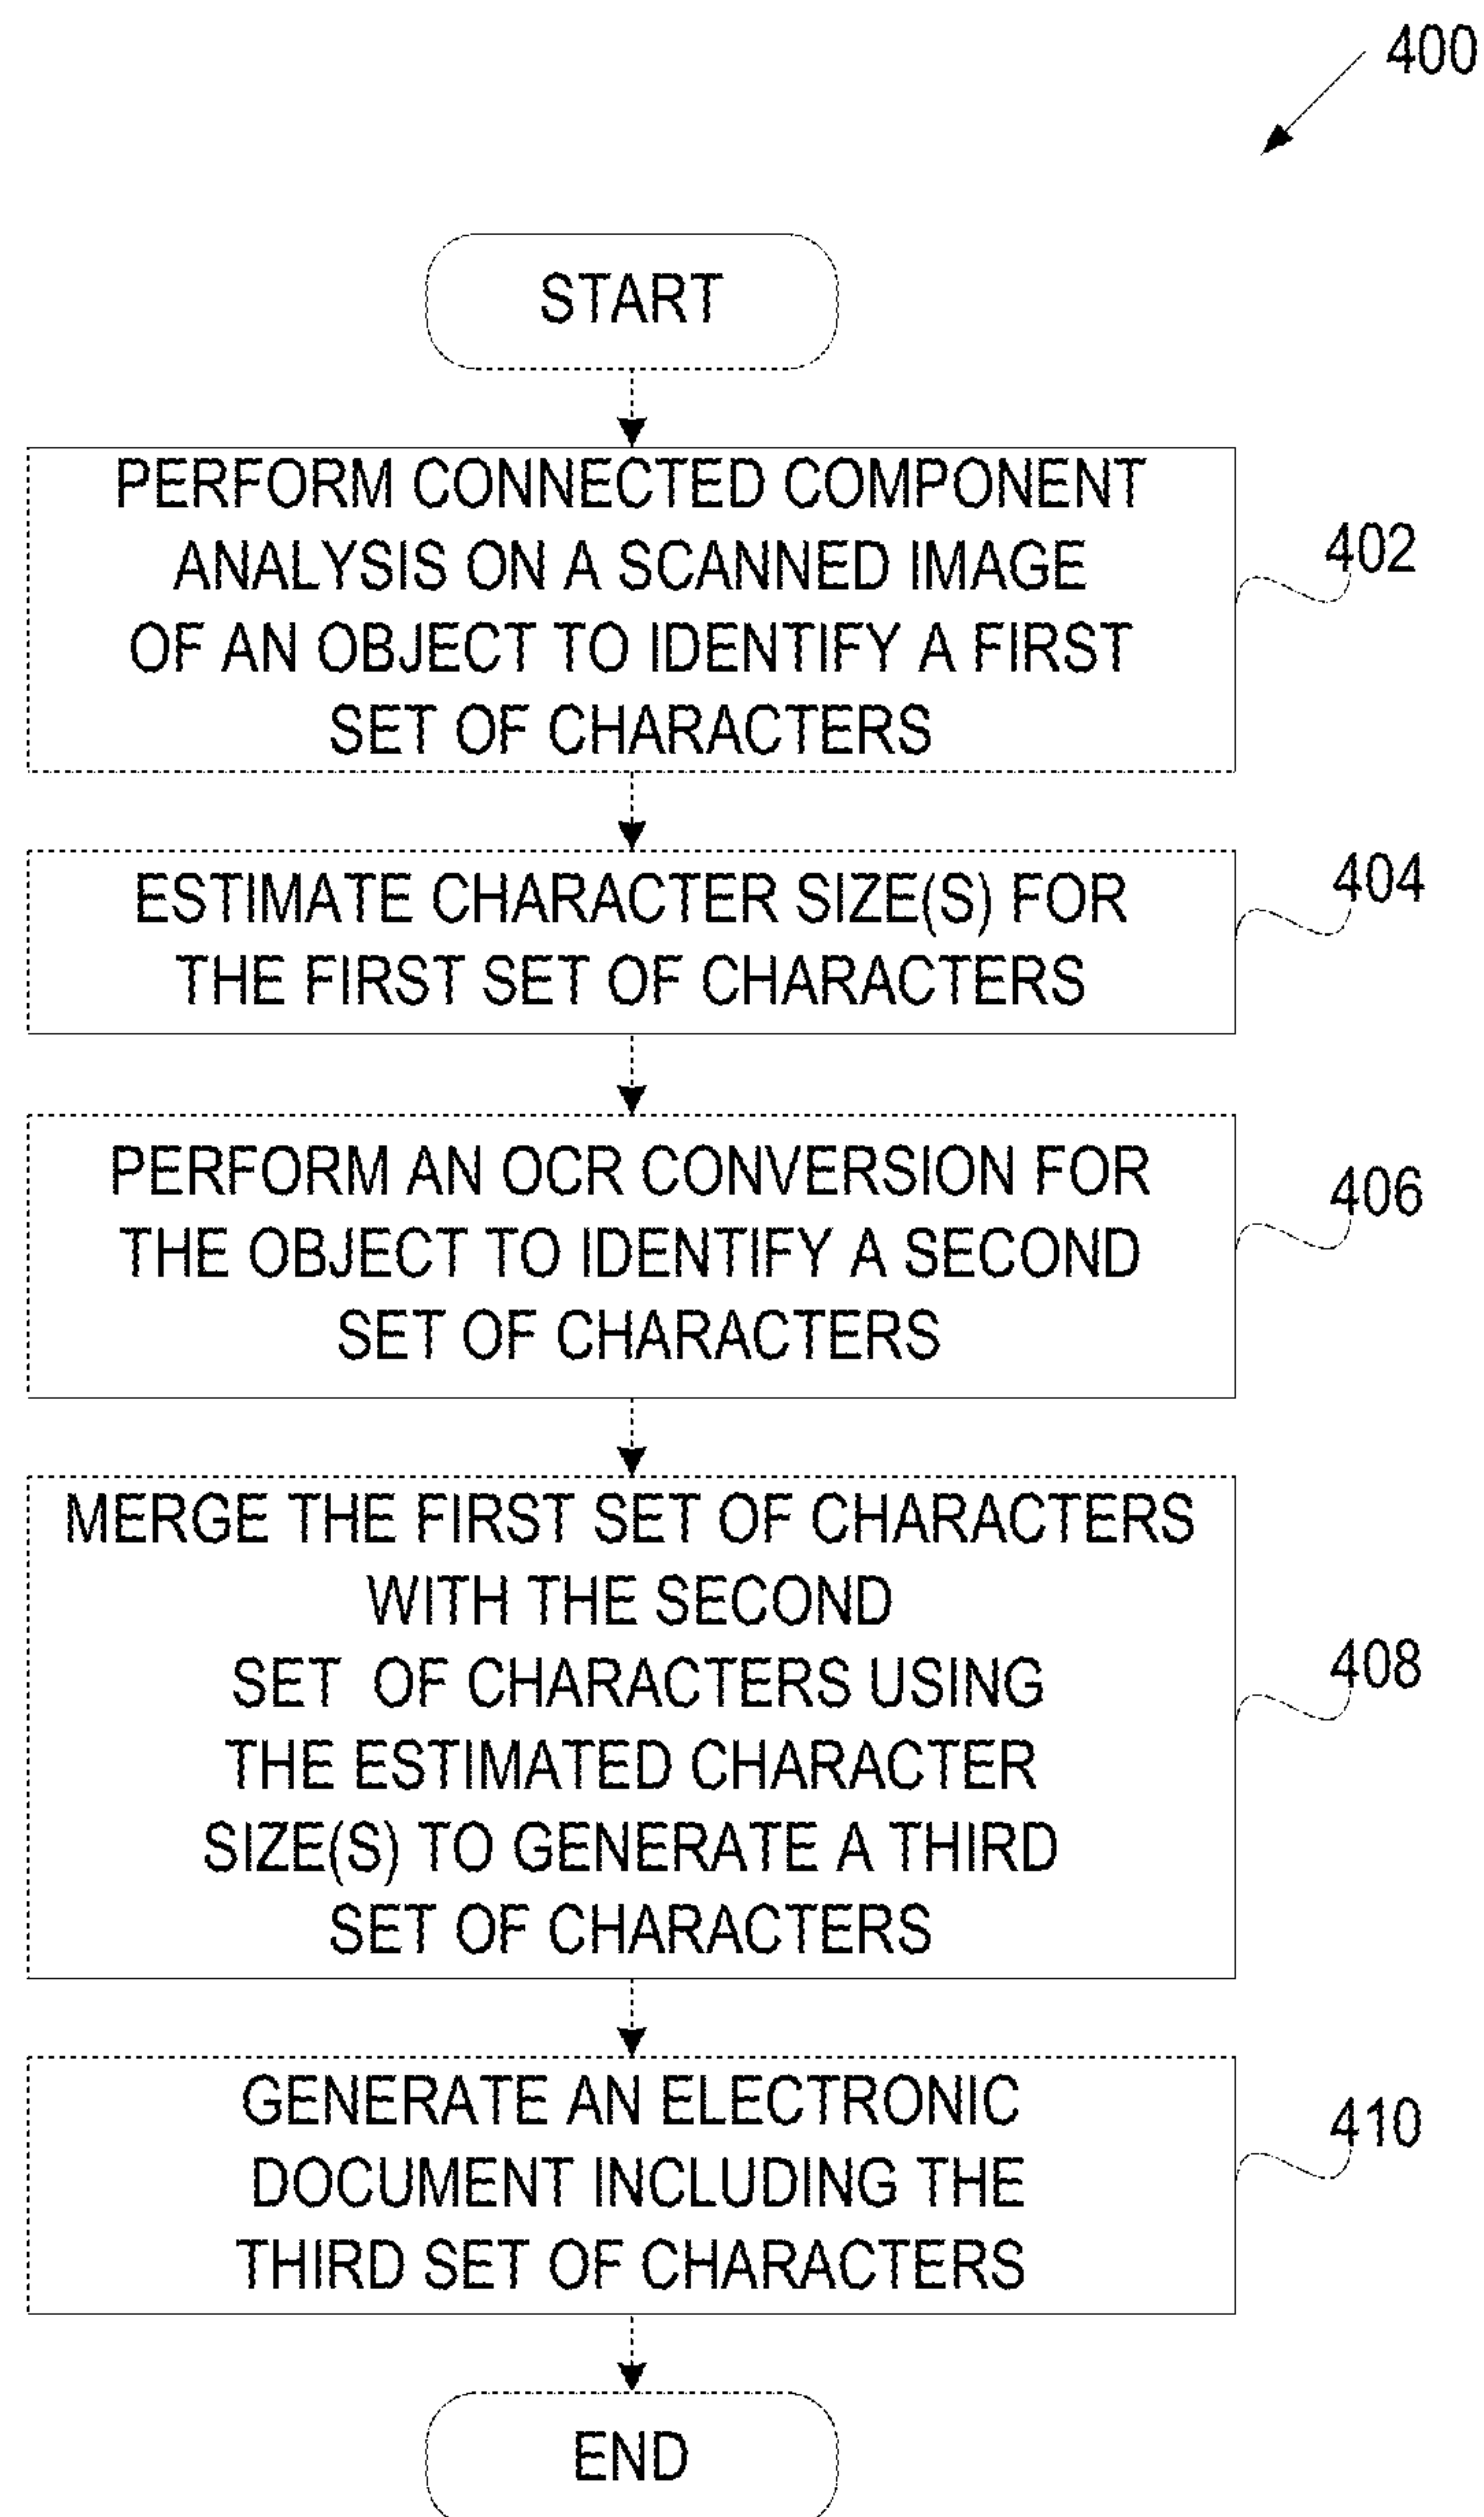 400
START
PERFORM CONNECTED COMPONENT
ANALYSIS ON A SCANNED IMAGE
OF AN OBJECT TO IDENTIFY A FIRST
SET OF CHARACTERS
402
ESTIMATE CHARACTER SIZE(S) FOR
THE FIRST SET OF CHARACTERS
404
PERFORM AN OCR CONVERSION FOR
THE OBJECT TO IDENTIFY A SECOND
SET OF CHARACTERS
406
MERGE THE FIRST SET OF CHARACTERS
WITH THE SECOND
SET OF CHARACTERS USING
THE ESTIMATED CHARACTER
SIZE(S) TO GENERATE A THIRD
SET OF CHARACTERS
408
GENERATE AN ELECTRONIC
DOCUMENT INCLUDING THE
THIRD SET OF CHARACTERS
410
END